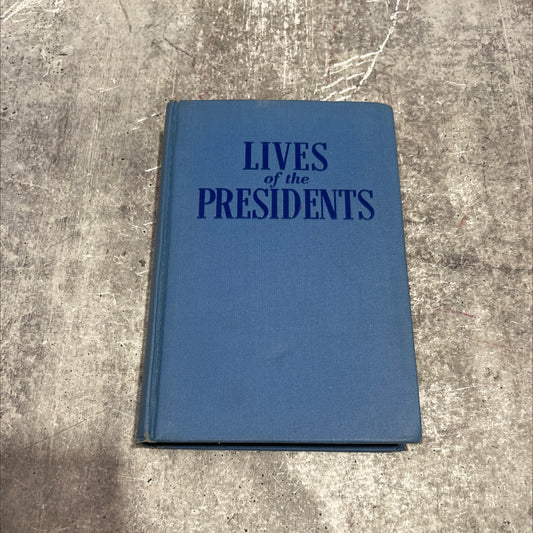 LIVES
of the
PRESIDENTS